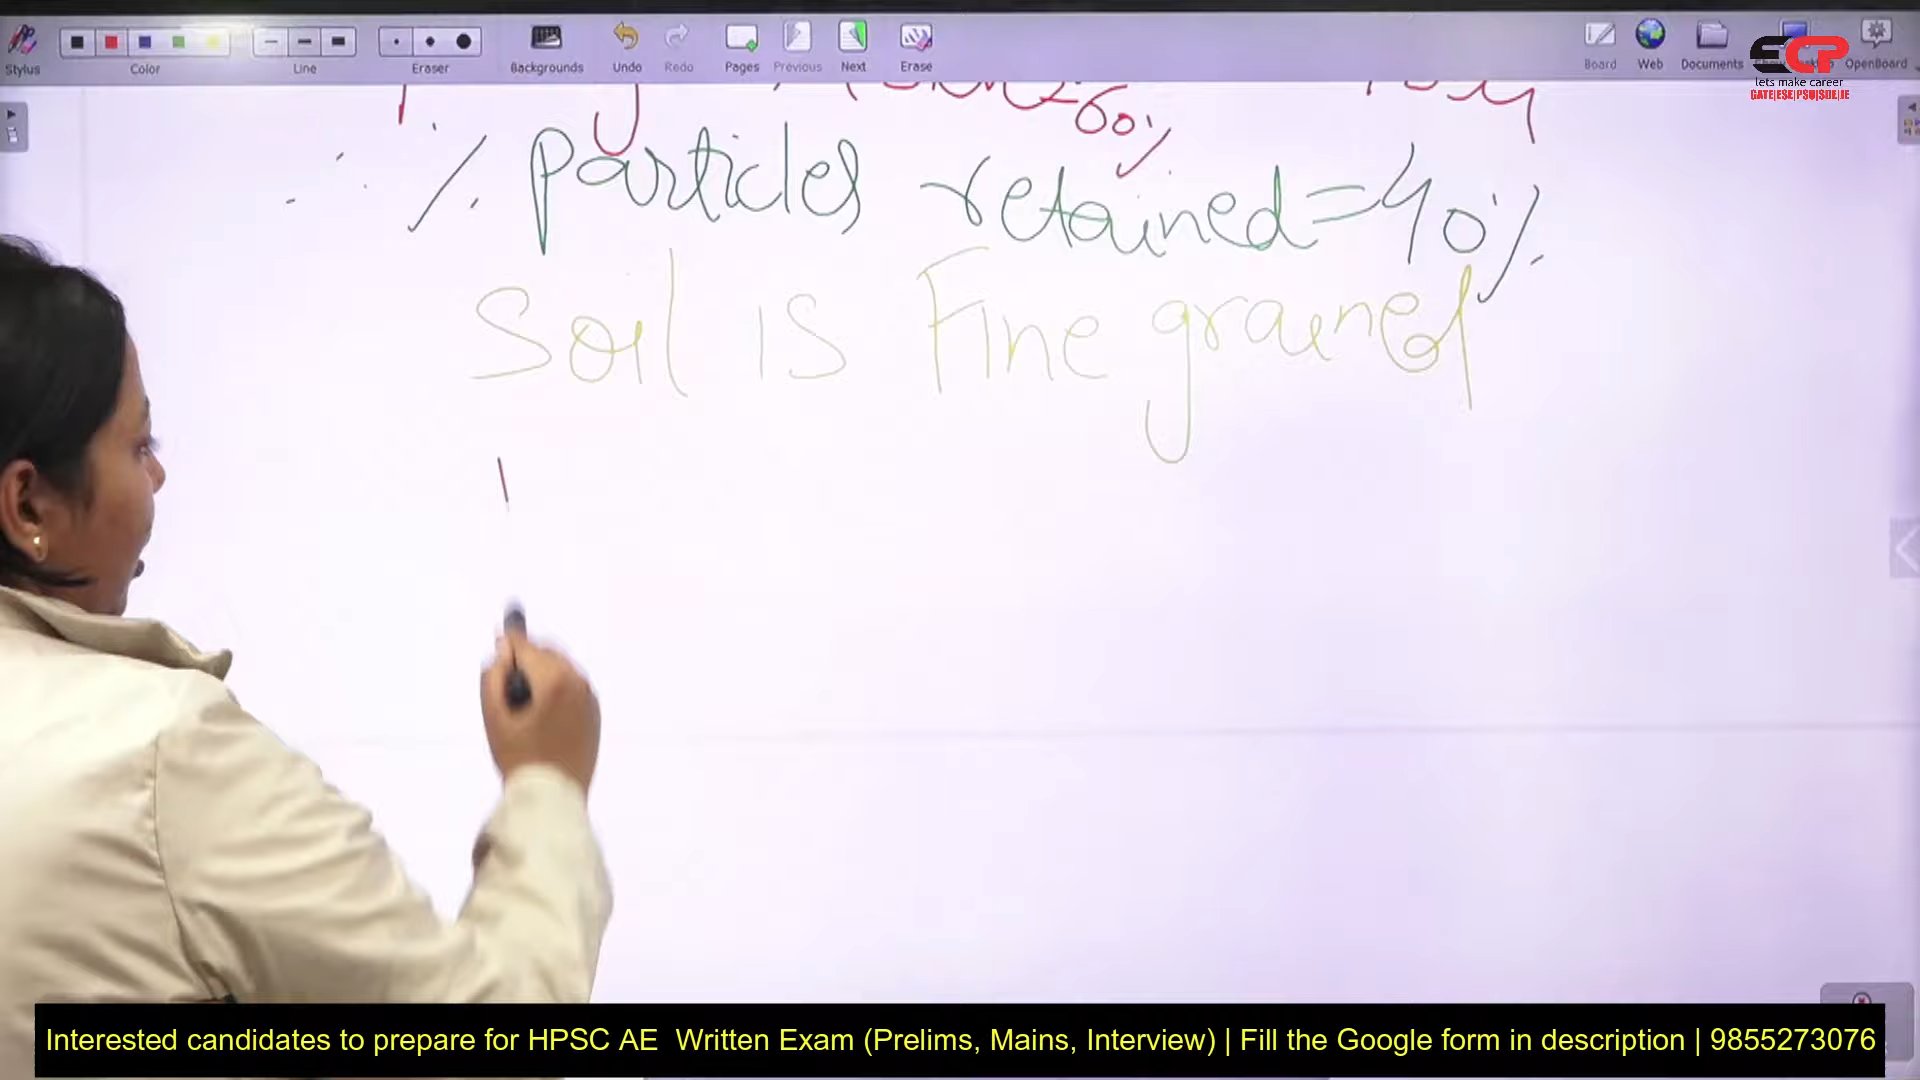 Stylus Color Line Eraser Backgrounds Undo Redo Pages Previous Next Erase Board Web Documents OpenBoard
ECP
lets make career
GATE|ESE|PSU|SDE|JE
60%
∴ % Particles retained = 40%
Soil is Fine grained
Interested candidates to prepare for HPSC AE Written Exam (Prelims, Mains, Interview) | Fill the Google form in description | 9855273076